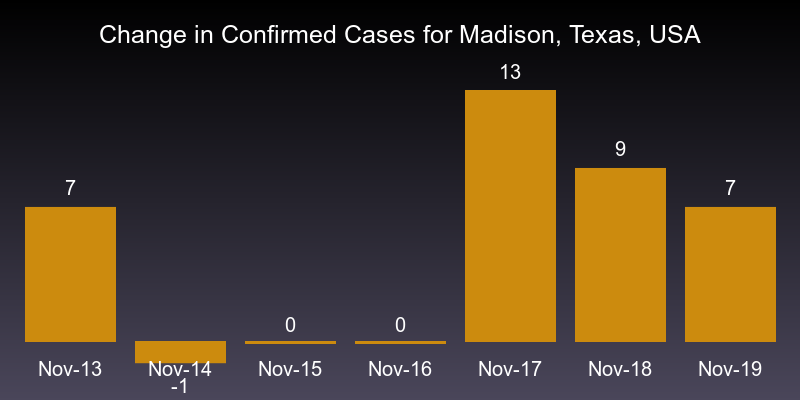 Change in Confirmed Cases for Madison, Texas, USA
13
9
7
7
0
0
Nov-13
Nov-14
Nov-15
Nov-16
Nov-17
Nov-18
Nov-19
-1